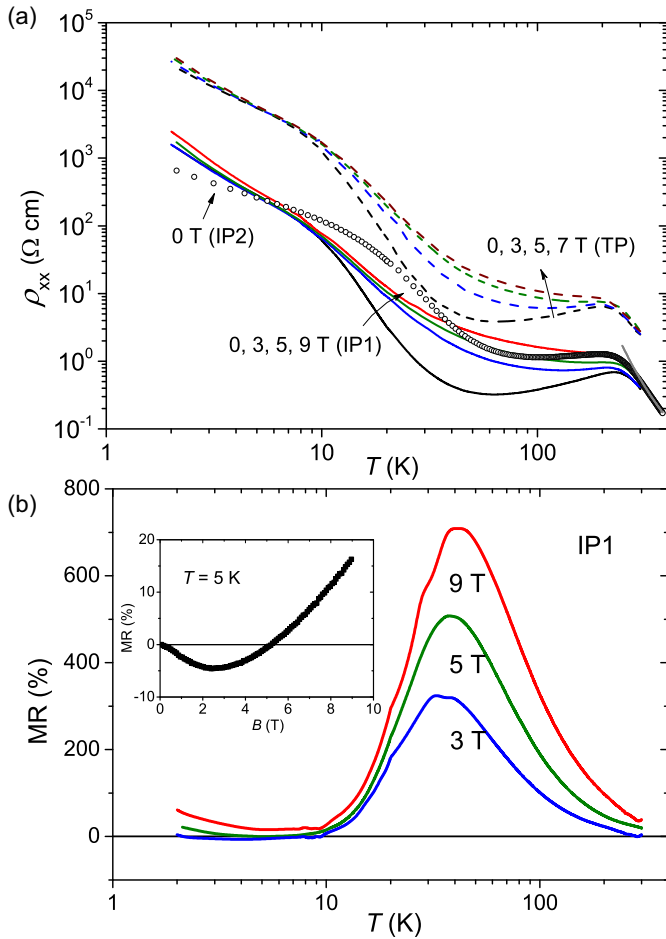 (a)
10^5
10^4
10^3
10^2
10^1
10^0
10^-1
ρxx (Ω cm)
0 T (IP2)
0, 3, 5, 7 T (TP)
0, 3, 5, 9 T (IP1)
1 10 100
T (K)
(b)
800
600
400
200
0
MR (%)
IP1
9 T
5 T
3 T
20
10
0
-10
MR (%)
T = 5 K
0 2 4 6 8 10
B (T)
1 10 100
T (K)